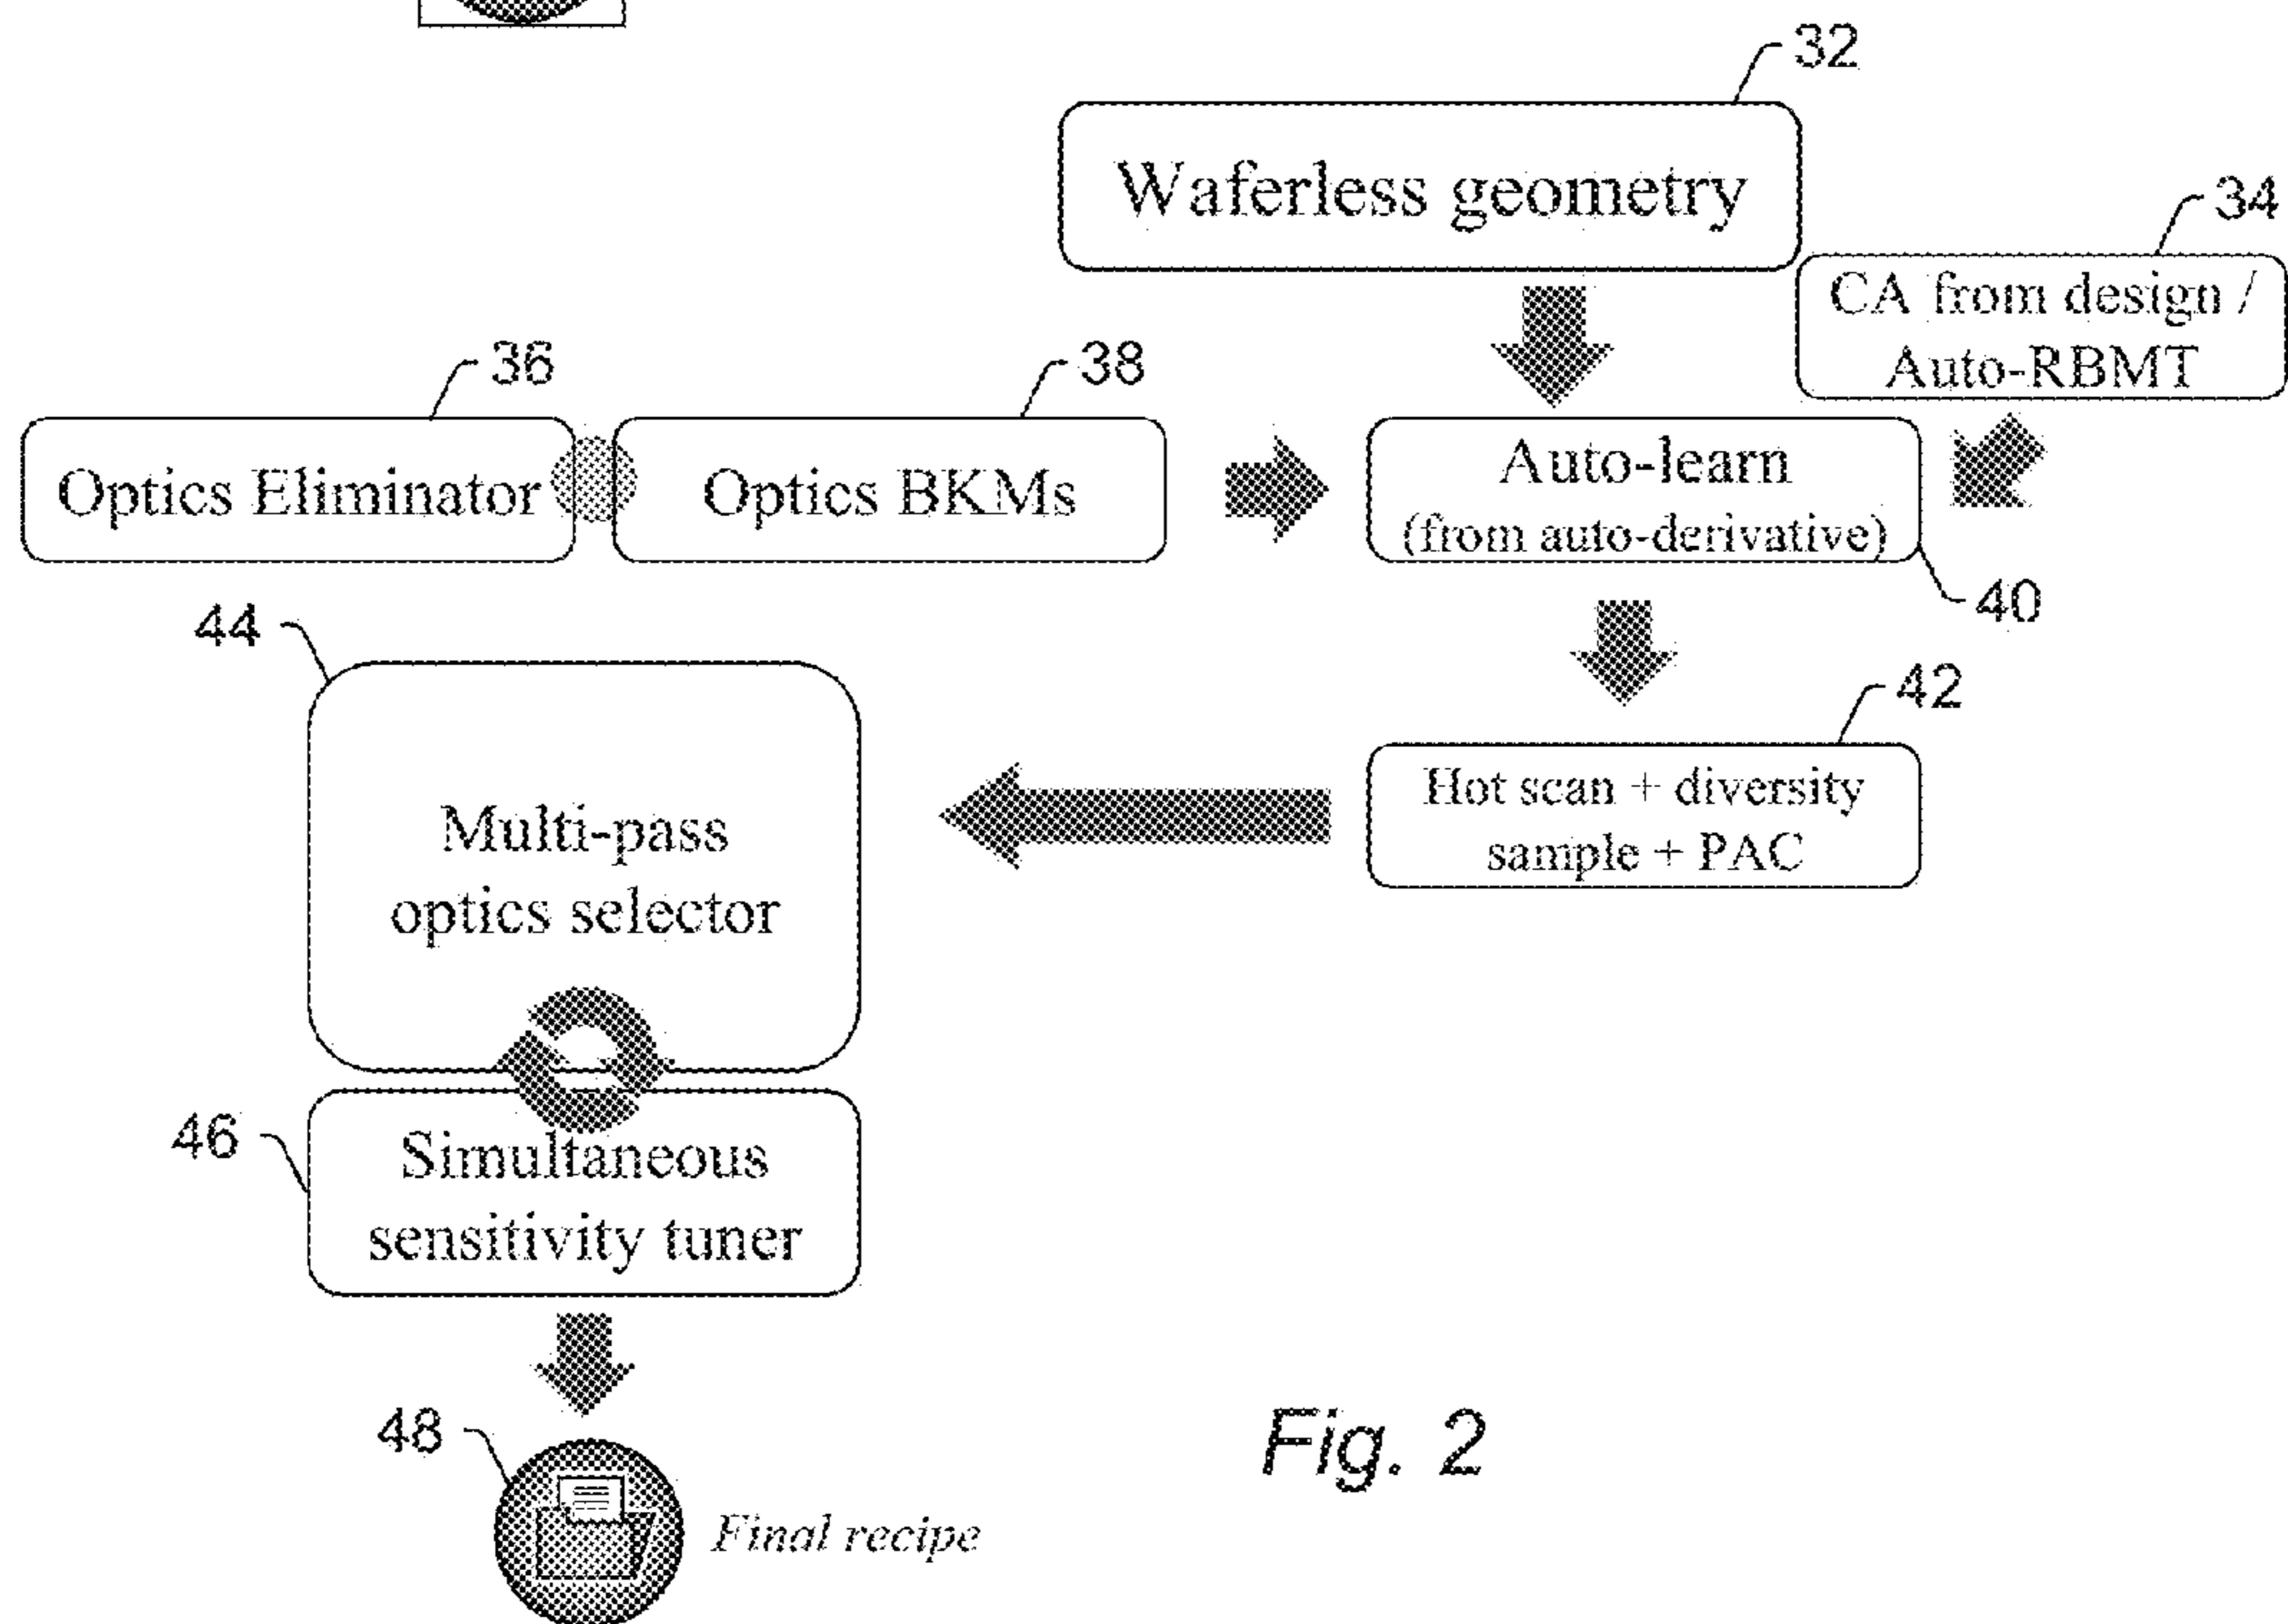 32
Waferless geometry
34
CA from design /
Auto-RBMT
36
Optics Eliminator
38
Optics BKMs
Auto-learn
(from auto-derivative)
40
42
Hot scan + diversity
sample + PAC
44
Multi-pass
optics selector
46
Simultaneous
sensitivity tuner
48
Final recipe
Fig. 2